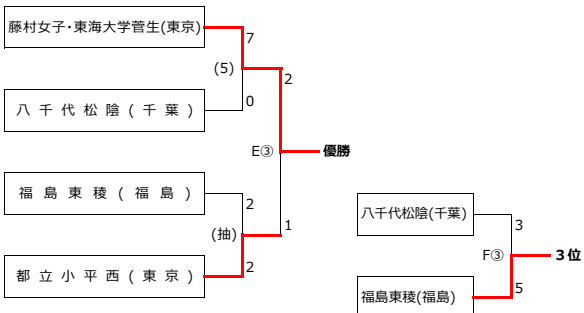 藤村女子・東海大学菅生(東京)
7
(5)
2
0
八千代松陰(千葉)
E③
優勝
福島東稜(福島)
2
1
(抽)
都立小平西(東京)
2
八千代松陰(千葉)
3
F③
3位
福島東稜(福島)
5